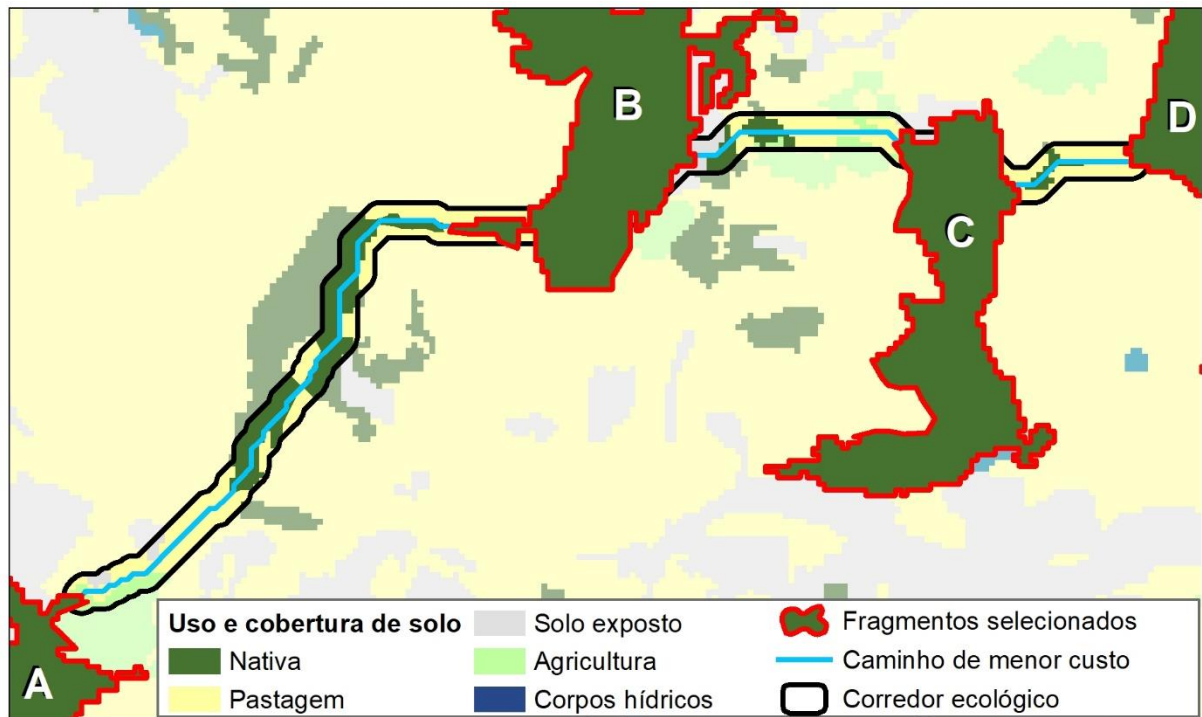 B
D
C
A
Uso e cobertura de solo
Nativa
Pastagem
Solo exposto
Agricultura
Corpos hídricos
Fragmentos selecionados
Caminho de menor custo
Corredor ecológico